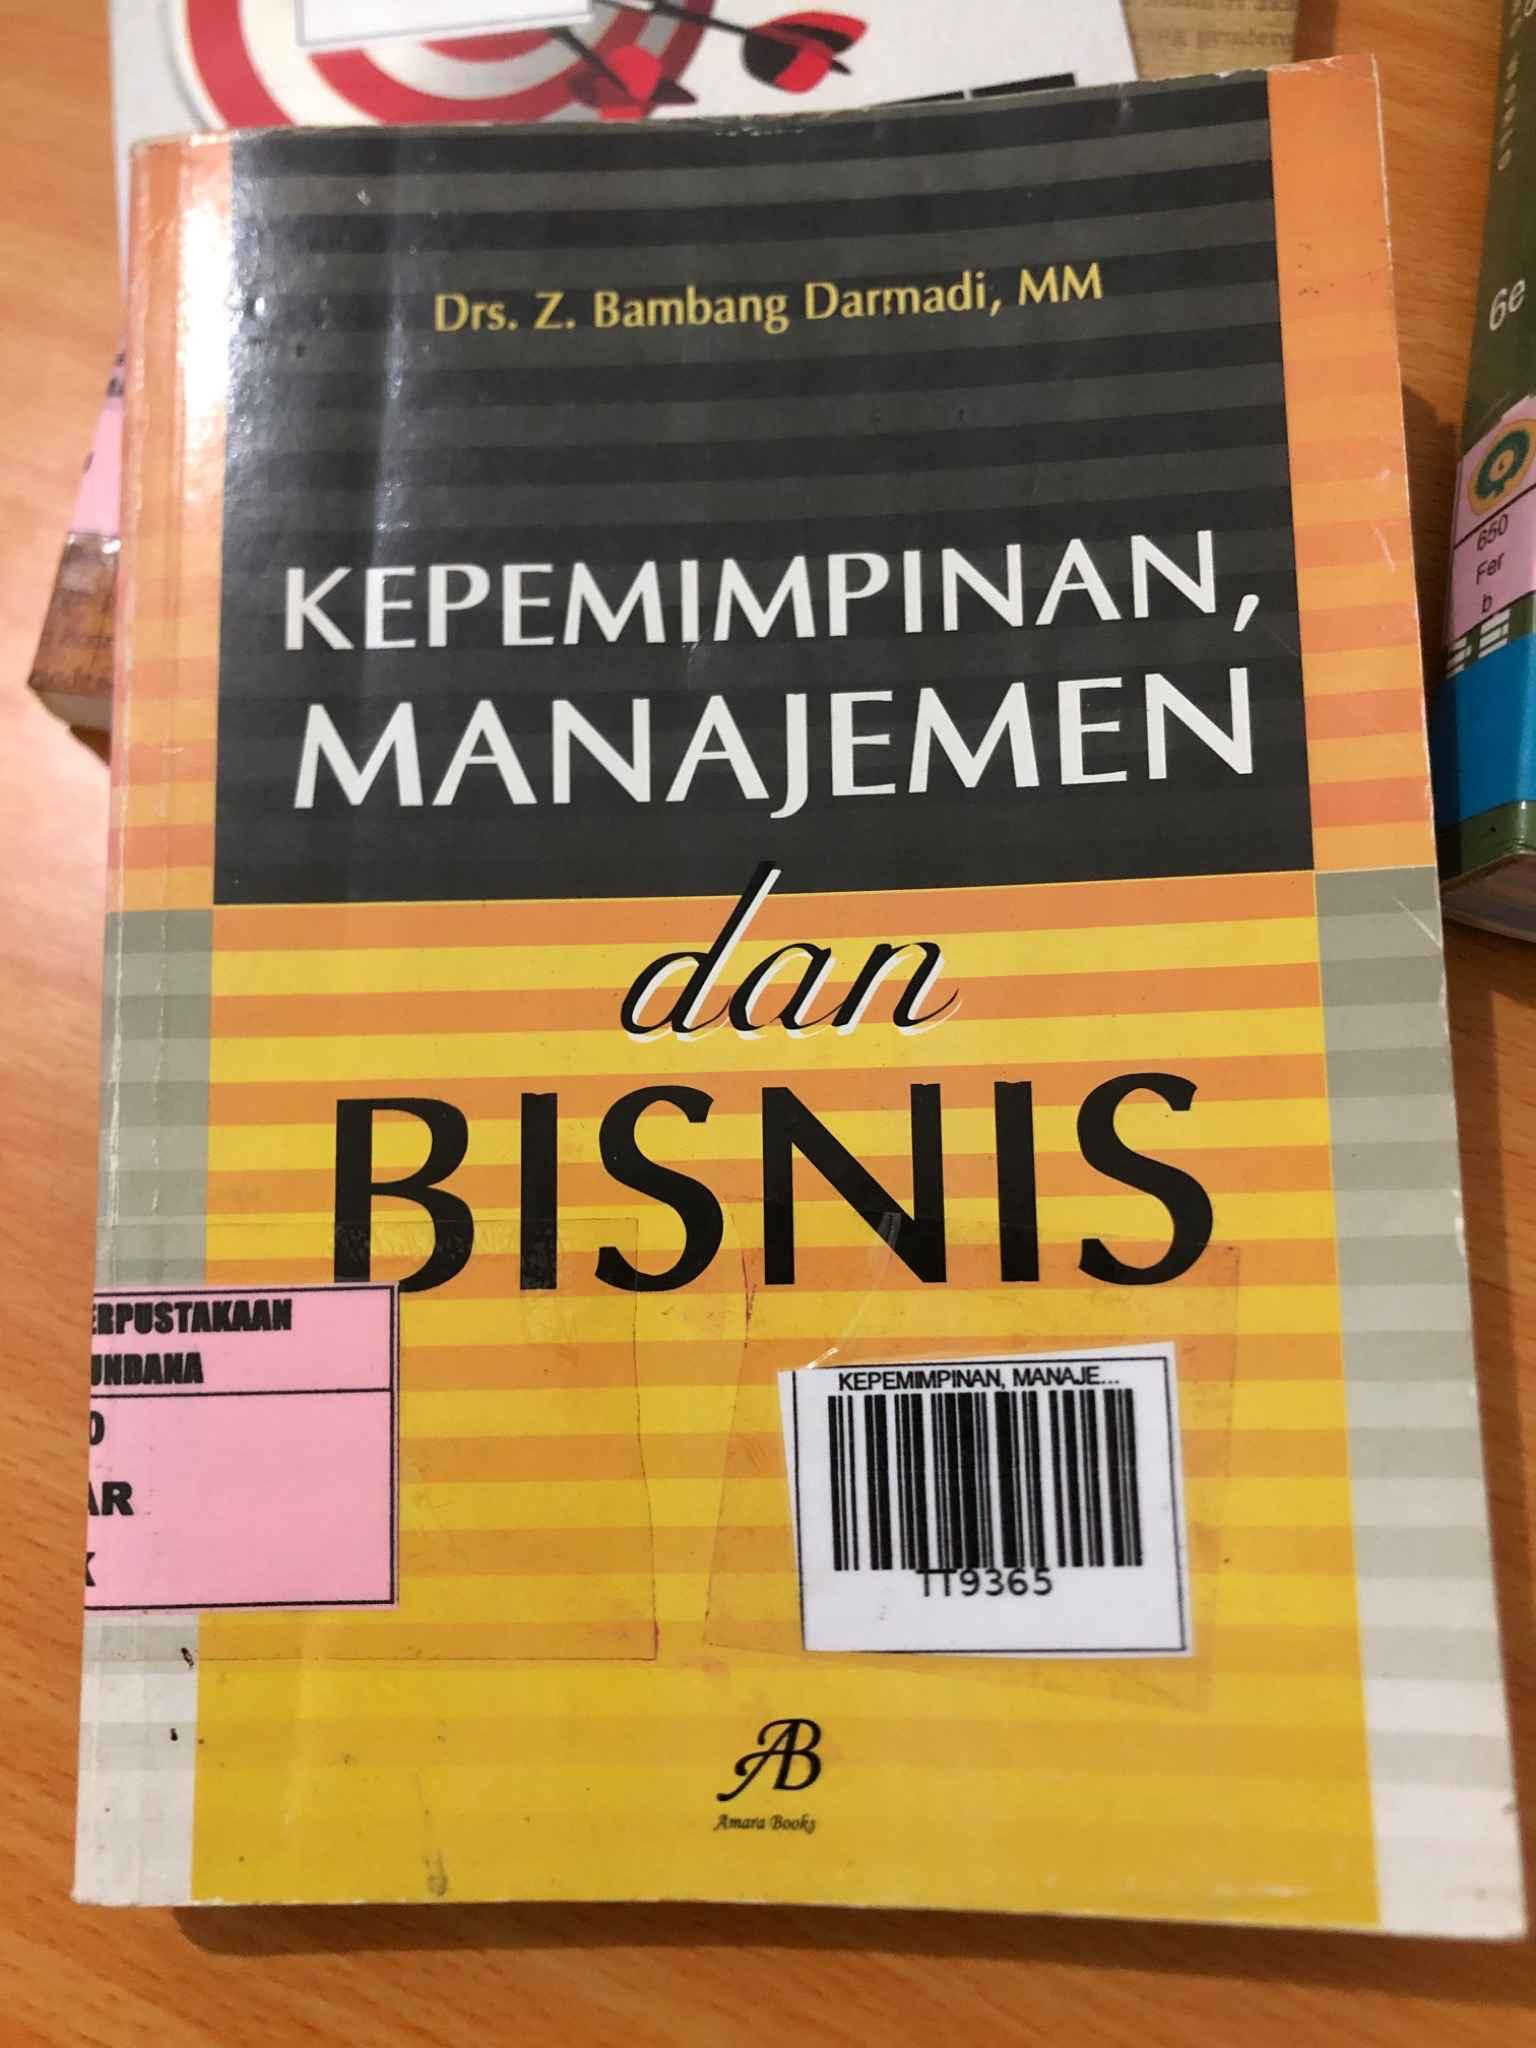 Drs. Z. Bambang Darmadi, MM
KEPEMIMPINAN,
MANAJEMEN
dan
BISNIS
ERPUSTAKAAN
UNDANA
AR
K
KEPEMIMPINAN, MANAJE...
TT9365
AB
Amara Books
6e
650
Fer
b